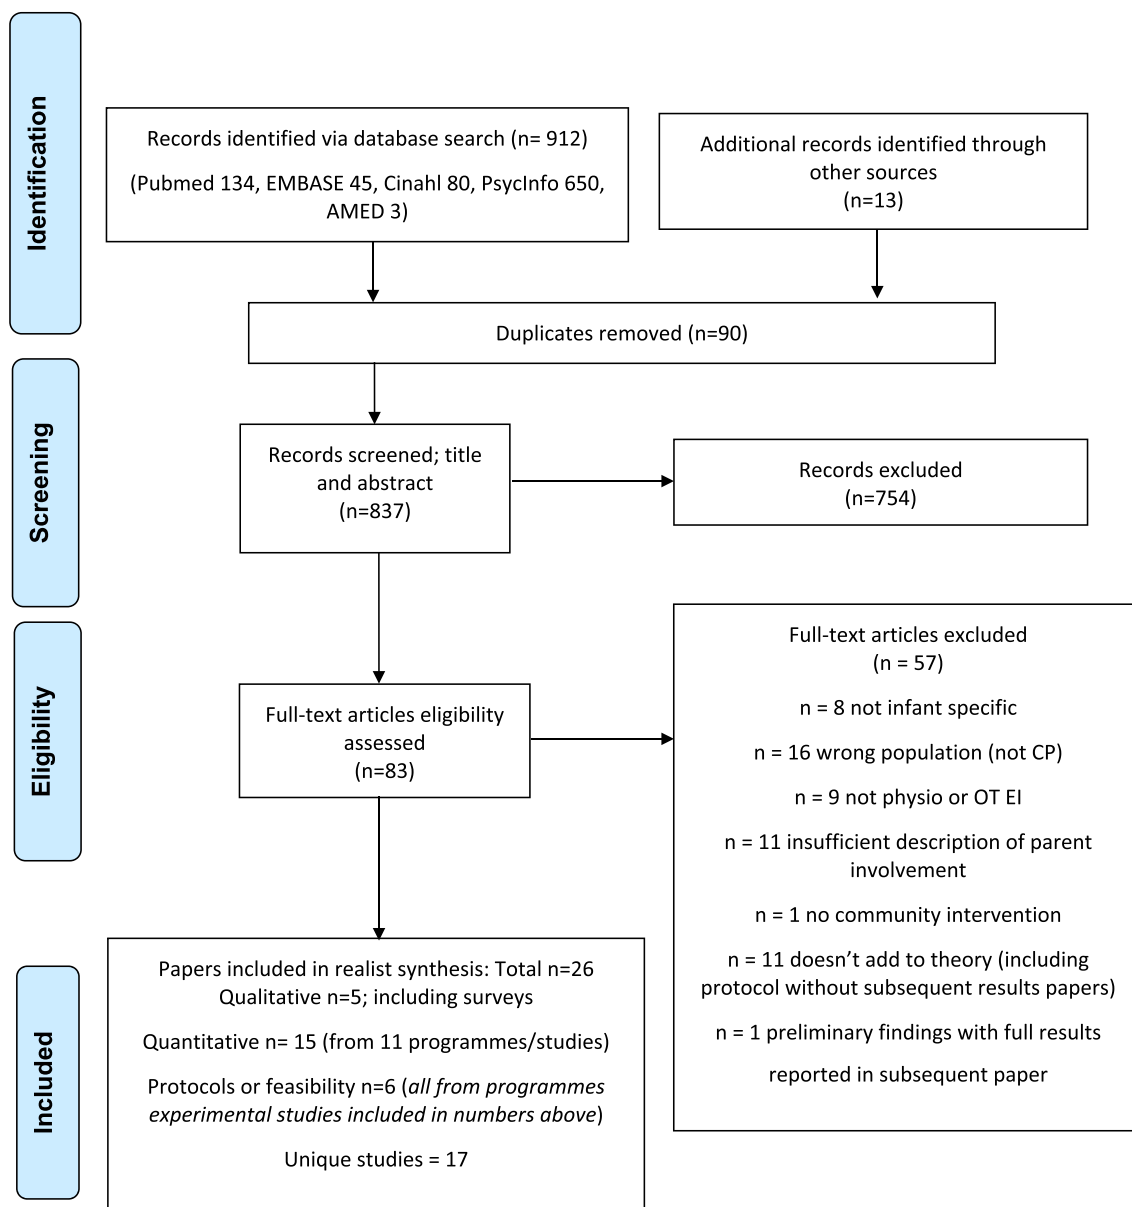 Identification
Records identified via database search (n= 912)
(Pubmed 134, EMBASE 45, Cinahl 80, PsycInfo 650,
AMED 3)
Additional records identified through
other sources
(n=13)
Duplicates removed (n=90)
Screening
Records screened; title
and abstract
(n=837)
Records excluded
(n=754)
Eligibility
Full-text articles eligibility
assessed
(n=83)
Full-text articles excluded
(n = 57)
n = 8 not infant specific
n = 16 wrong population (not CP)
n = 9 not physio or OT EI
n = 11 insufficient description of parent
involvement
n = 1 no community intervention
n = 11 doesn’t add to theory (including
protocol without subsequent results papers)
n = 1 preliminary findings with full results
reported in subsequent paper
Included
Papers included in realist synthesis: Total n=26
Qualitative n=5; including surveys
Quantitative n= 15 (from 11 programmes/studies)
Protocols or feasibility n=6 (all from programmes
experimental studies included in numbers above)
Unique studies = 17